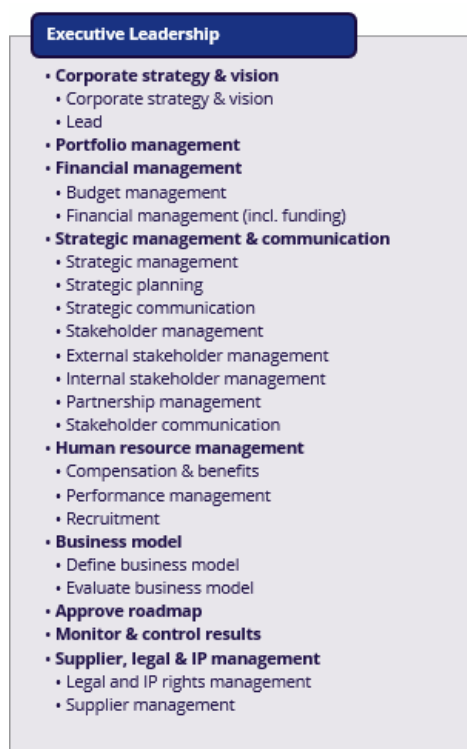 Executive Leadership
• Corporate strategy & vision
• Corporate strategy & vision
• Lead
• Portfolio management
• Financial management
• Budget management
• Financial management (incl. funding)
• Strategic management & communication
• Strategic management
• Strategic planning
• Strategic communication
• Stakeholder management
• External stakeholder management
• Internal stakeholder management
• Partnership management
• Stakeholder communication
• Human resource management
• Compensation & benefits
• Performance management
• Recruitment
• Business model
• Define business model
• Evaluate business model
• Approve roadmap
• Monitor & control results
• Supplier, legal & IP management
• Legal and IP rights management
• Supplier management